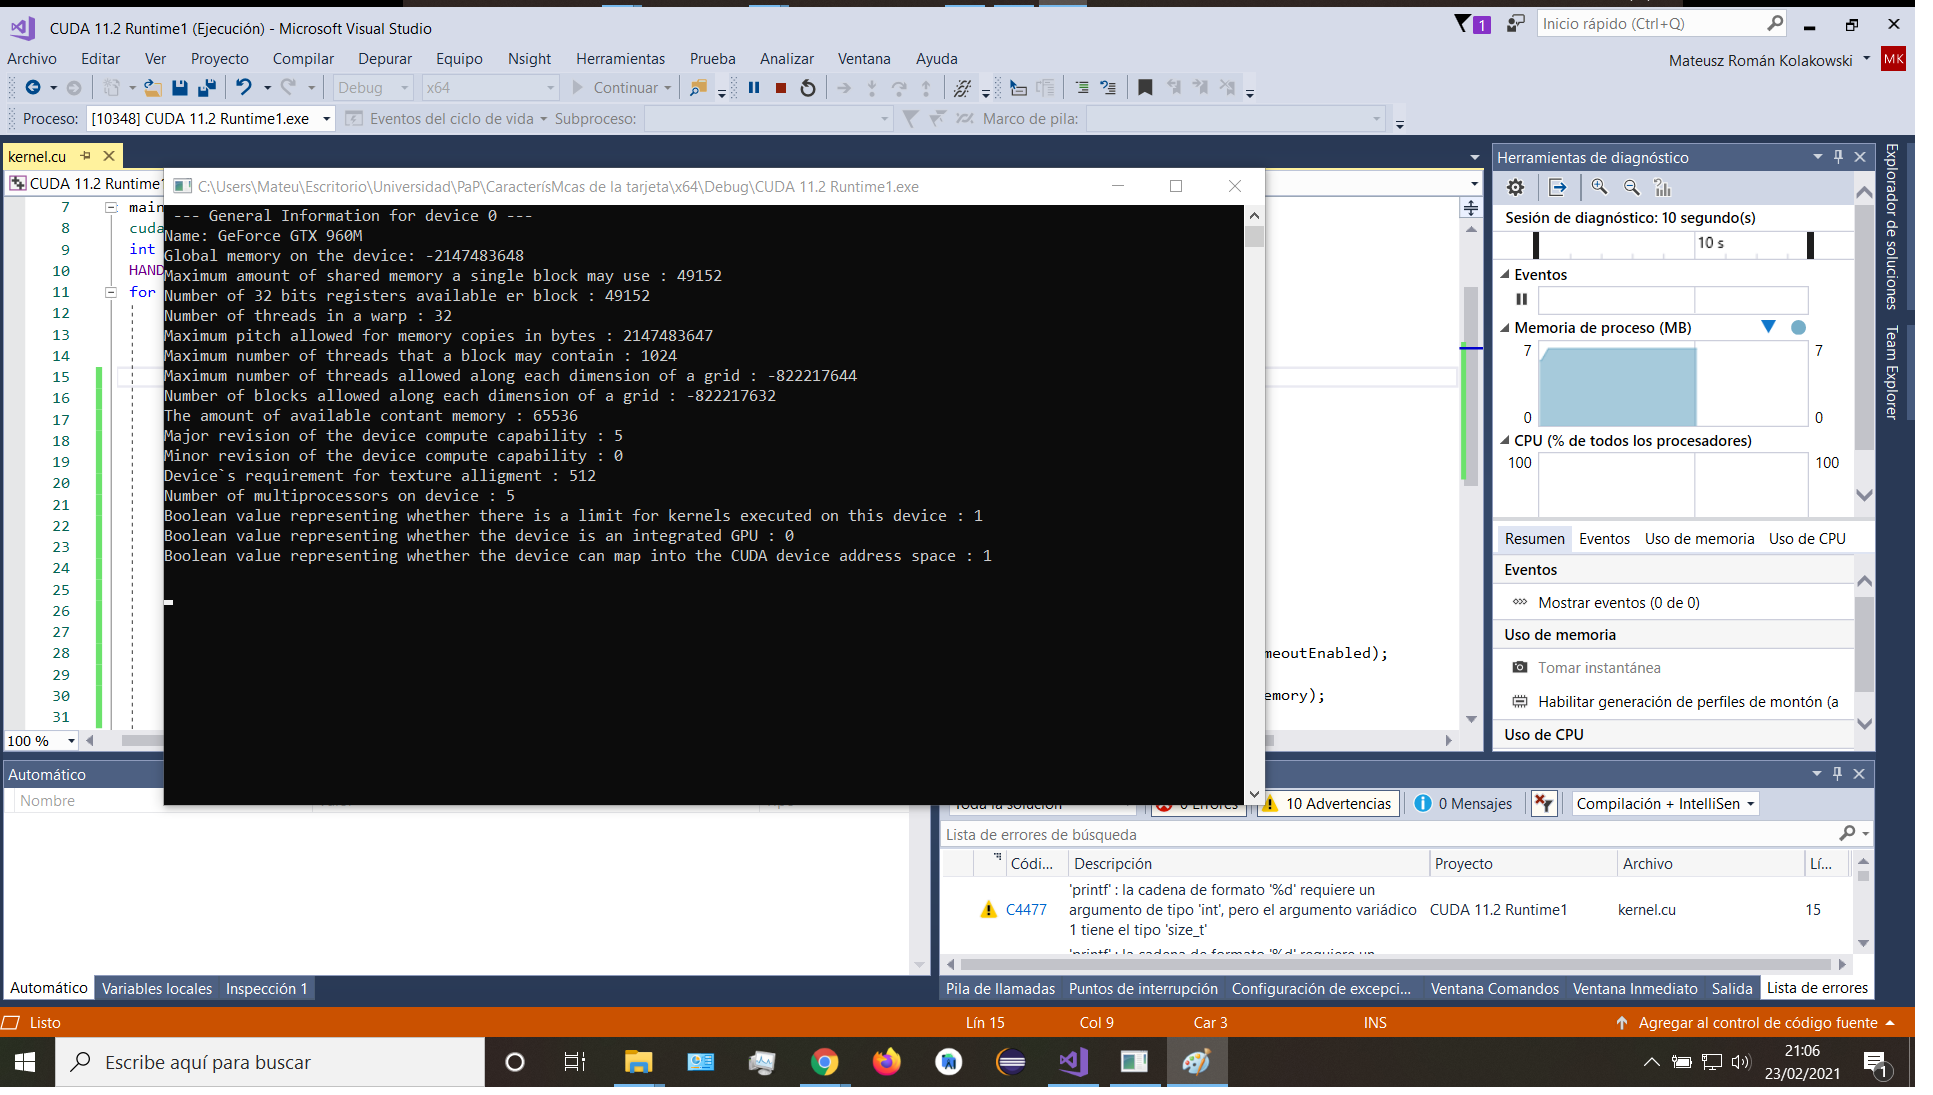 CUDA 11.2 Runtime1 (Ejecución) - Microsoft Visual Studio
1
Inicio rápido (Ctrl+Q)
Archivo Editar Ver Proyecto Compilar Depurar Equipo Nsight Herramientas Prueba Analizar Ventana Ayuda
Mateusz Román Kolakowski MK
Debug x64 Continuar
Proceso: [10348] CUDA 11.2 Runtime1.exe Eventos del ciclo de vida Subproceso: Marco de pila:
kernel.cu
CUDA 11.2 Runtime1
C:\Users\Mateu\Escritorio\Universidad\PaP\CaracterísMcas de la tarjeta\x64\Debug\CUDA 11.2 Runtime1.exe
7 main
8 cuda
9 int
10 HAND
11 for
12
13
14
15
16
17
18
19
20
21
22
23
24
25
26
27
28
29
30
31
--- General Information for device 0 ---
Name: GeForce GTX 960M
Global memory on the device: -2147483648
Maximum amount of shared memory a single block may use : 49152
Number of 32 bits registers available er block : 49152
Number of threads in a warp : 32
Maximum pitch allowed for memory copies in bytes : 2147483647
Maximum number of threads that a block may contain : 1024
Maximum number of threads allowed along each dimension of a grid : -822217644
Number of blocks allowed along each dimension of a grid : -822217632
The amount of available contant memory : 65536
Major revision of the device compute capability : 5
Minor revision of the device compute capability : 0
Device`s requirement for texture alligment : 512
Number of multiprocessors on device : 5
Boolean value representing whether there is a limit for kernels executed on this device : 1
Boolean value representing whether the device is an integrated GPU : 0
Boolean value representing whether the device can map into the CUDA device address space : 1
meoutEnabled);
emory);
100 %
Herramientas de diagnóstico
Sesión de diagnóstico: 10 segundo(s)
10 s
Eventos
Memoria de proceso (MB)
7 7
0 0
CPU (% de todos los procesadores)
100 100
Resumen Eventos Uso de memoria Uso de CPU
Eventos
Mostrar eventos (0 de 0)
Uso de memoria
Tomar instantánea
Habilitar generación de perfiles de montón (a
Uso de CPU
Explorador de soluciones
Team Explorer
Automático
Nombre
Automático Variables locales Inspección 1
Toda la solución 0 Errores 10 Advertencias 0 Mensajes Compilación + IntelliSen
Lista de errores de búsqueda
Códi... Descripción Proyecto Archivo Lí...
C4477 'printf' : la cadena de formato '%d' requiere un argumento de tipo 'int', pero el argumento variádico 1 tiene el tipo 'size_t' CUDA 11.2 Runtime1 kernel.cu 15
'printf' : la cadena de formato '%d' requiere un
Pila de llamadas Puntos de interrupción Configuración de excepci... Ventana Comandos Ventana Inmediato Salida Lista de errores
Listo Lín 15 Col 9 Car 3 INS Agregar al control de código fuente
Escribe aquí para buscar
21:06
23/02/2021
1